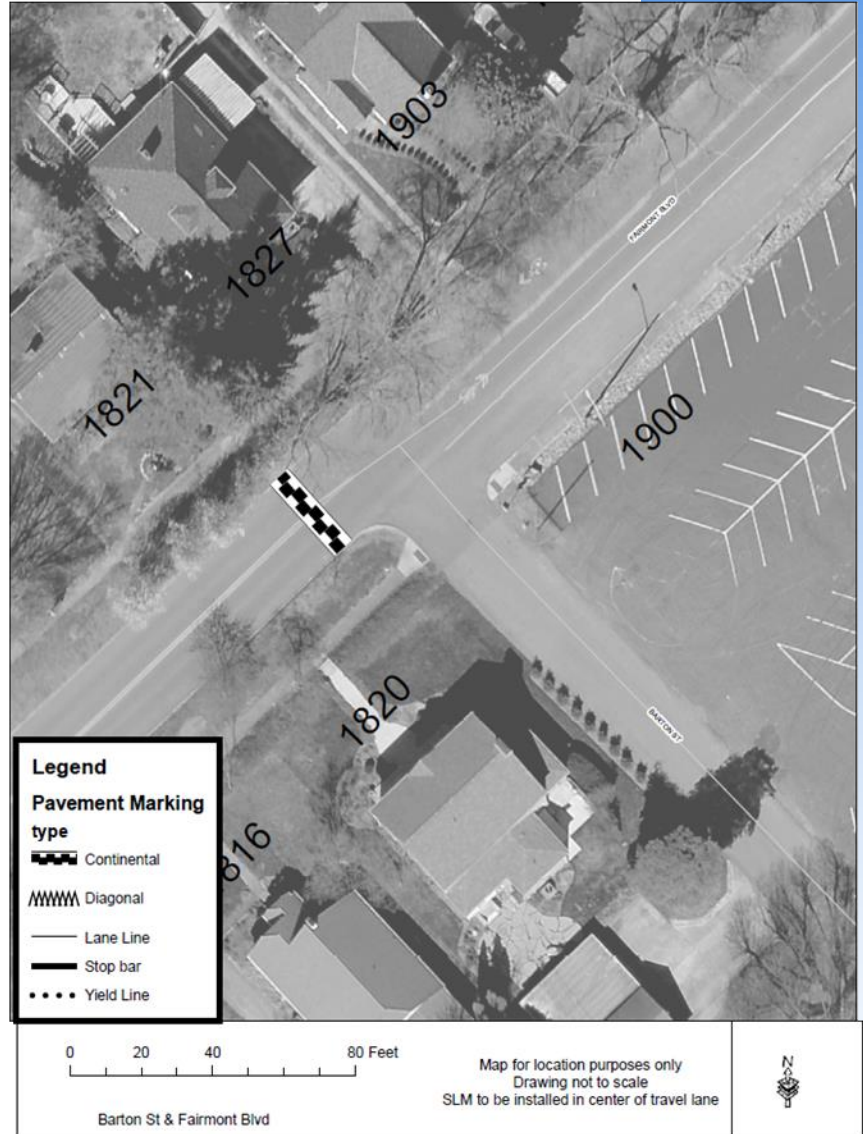 1903
FAIRMONT BLVD
1827
1821
1900
1820
BARTON ST
816
Legend
Pavement Marking
type
Continental
Diagonal
Lane Line
Stop bar
Yield Line
0 20 40 80 Feet
Map for location purposes only
Drawing not to scale
SLM to be installed in center of travel lane
N
Barton St & Fairmont Blvd